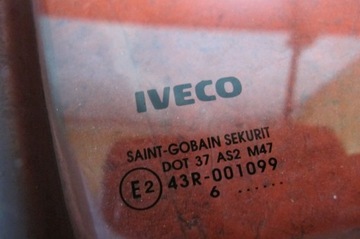 IVECO
SAINT-GOBAIN SEKURIT
DOT 37 AS2 M47
E2 43R-001099
6 ......